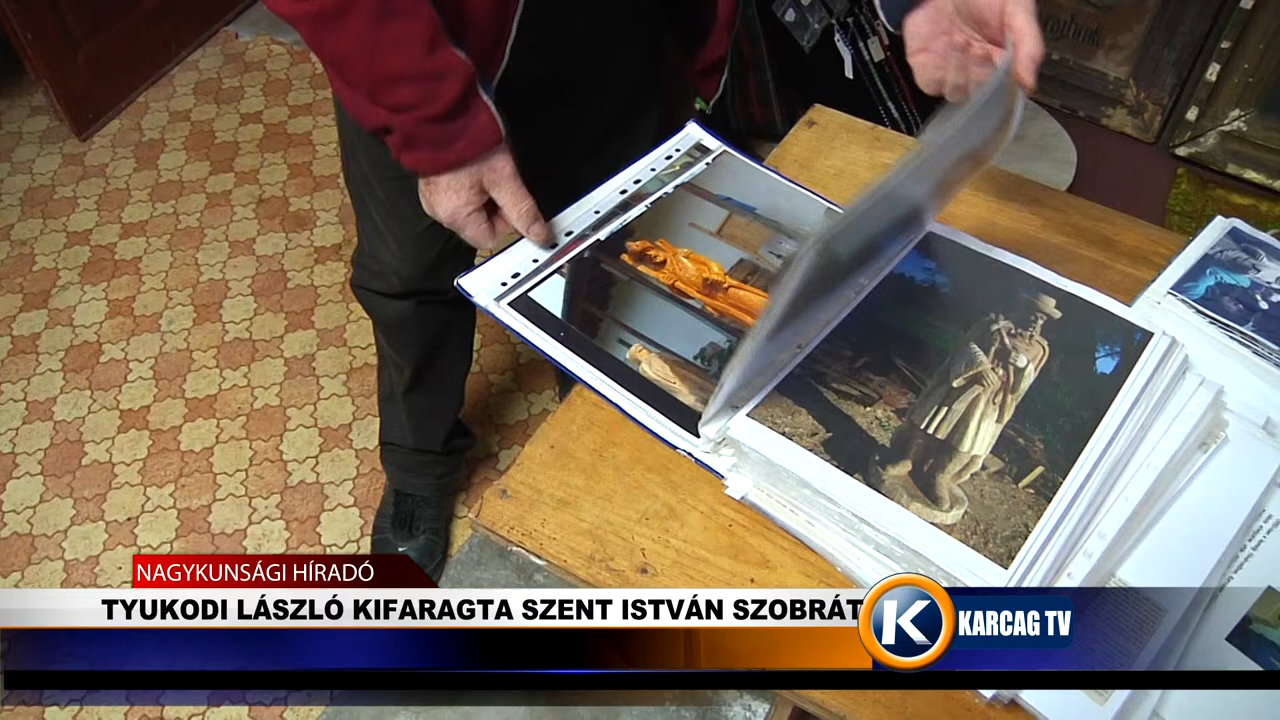 NAGYKUNSÁGI HÍRADÓ
TYUKODI LÁSZLÓ KIFARAGTA SZENT ISTVÁN SZOBRÁT
K KARCAG TV